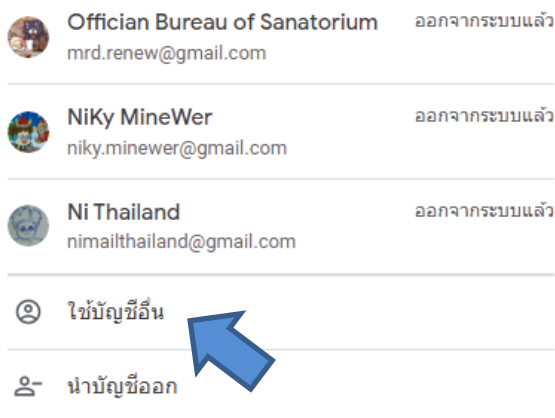 Offician Bureau of Sanatorium ออกจากระบบแล้ว
mrd.renew@gmail.com
NiKy MineWer ออกจากระบบแล้ว
niky.minewer@gmail.com
Ni Thailand ออกจากระบบแล้ว
nimailthailand@gmail.com
ใช้บัญชีอื่น
นำบัญชีออก